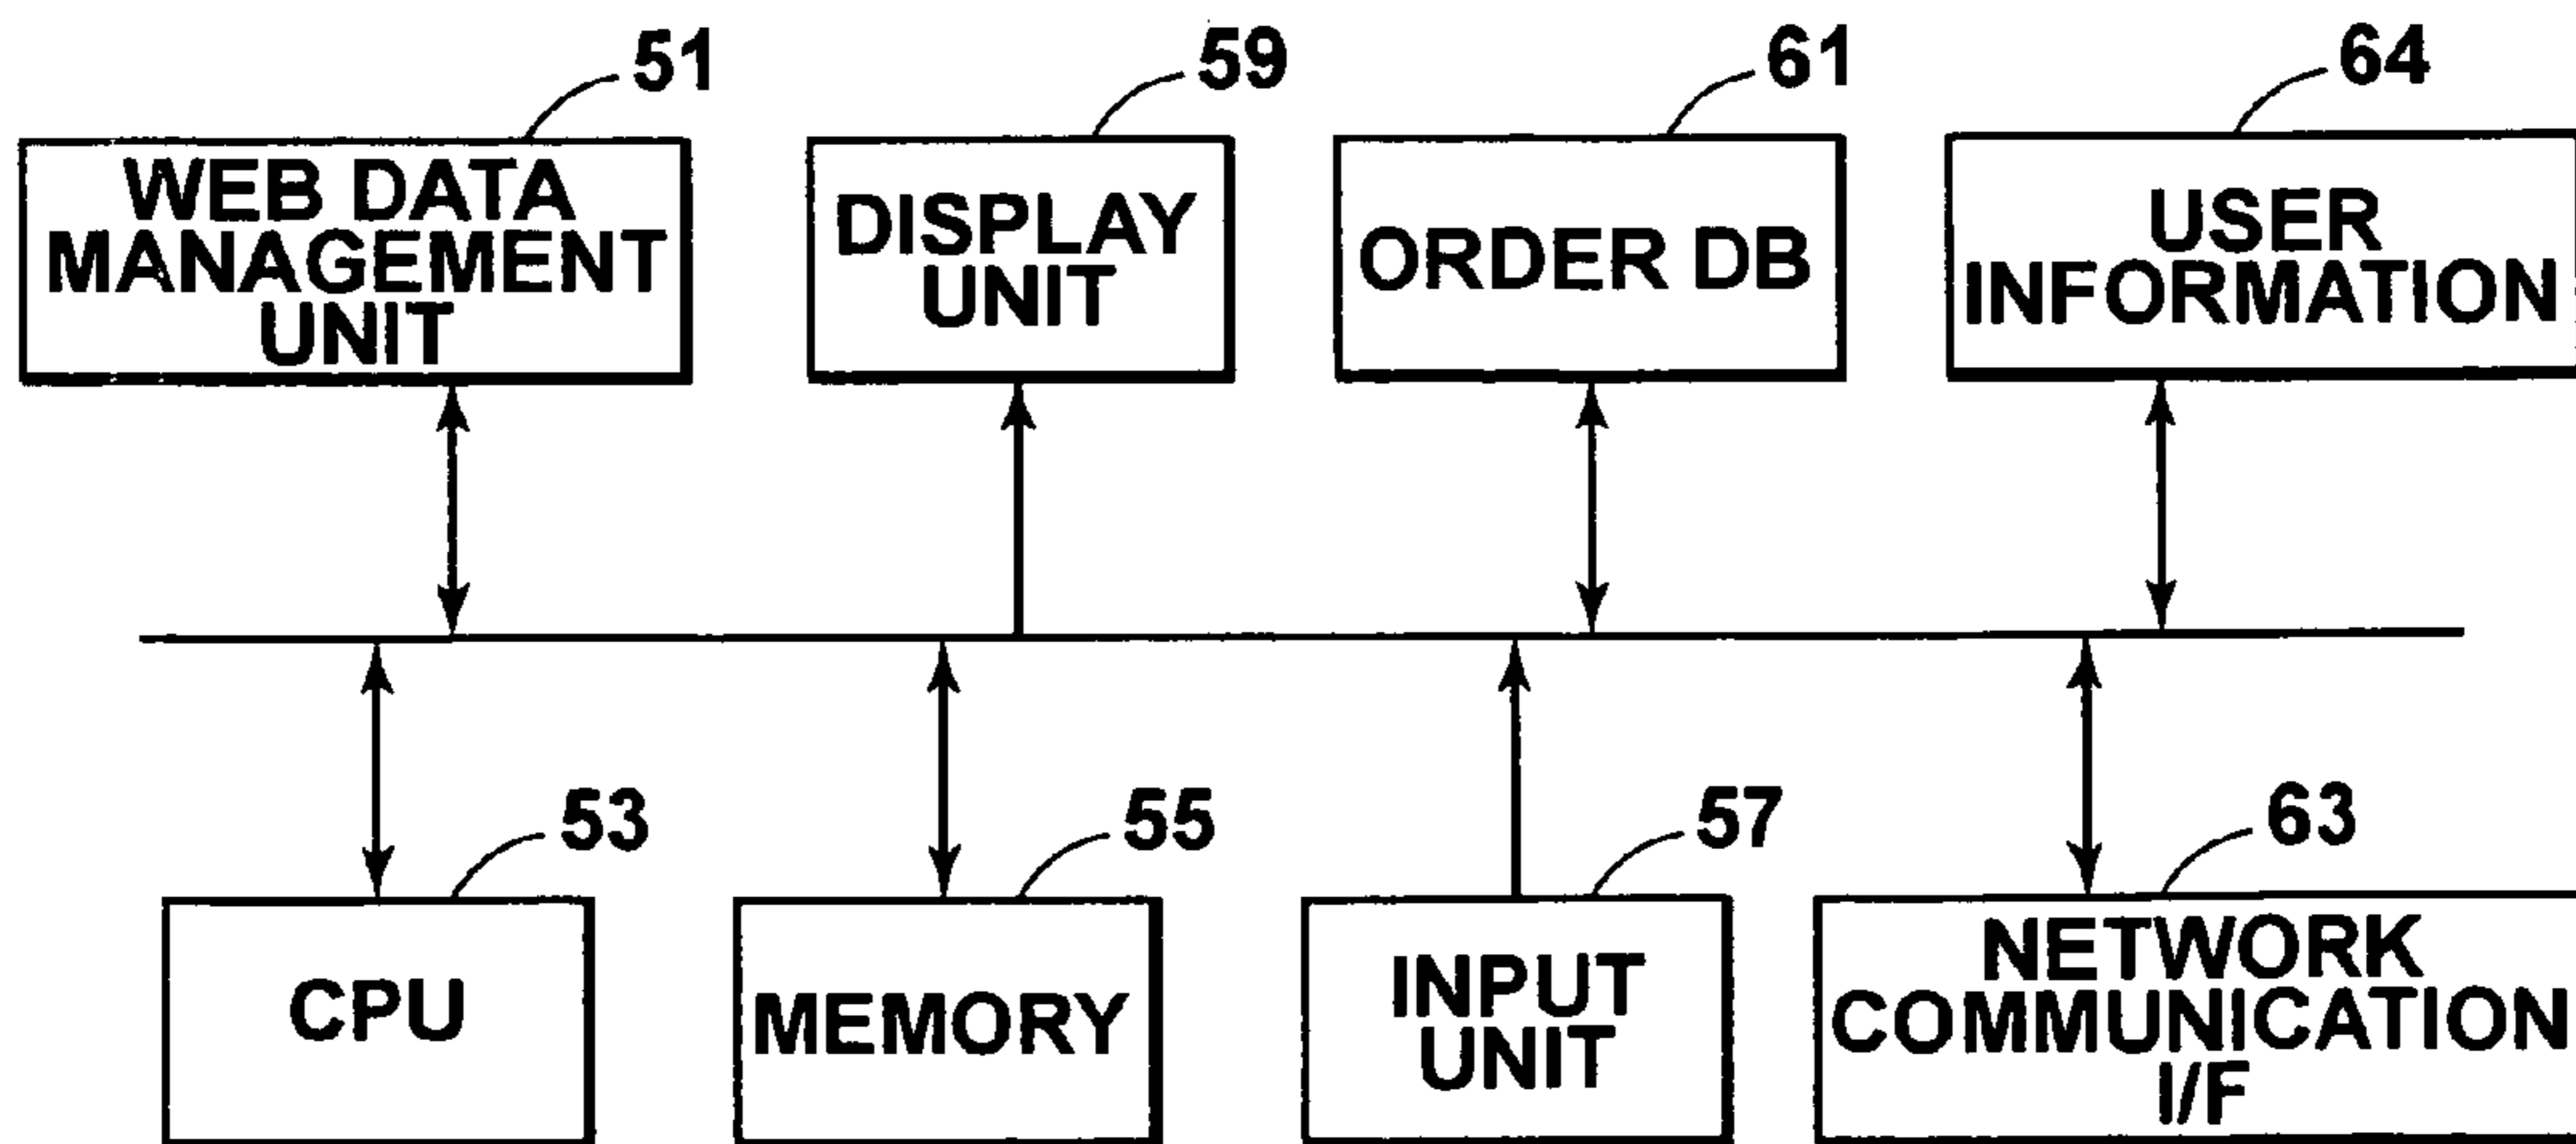 51
59
61
64
WEB DATA
MANAGEMENT
UNIT
DISPLAY
UNIT
ORDER DB
USER
INFORMATION
53
55
57
63
CPU
MEMORY
INPUT
UNIT
NETWORK
COMMUNICATION
I/F